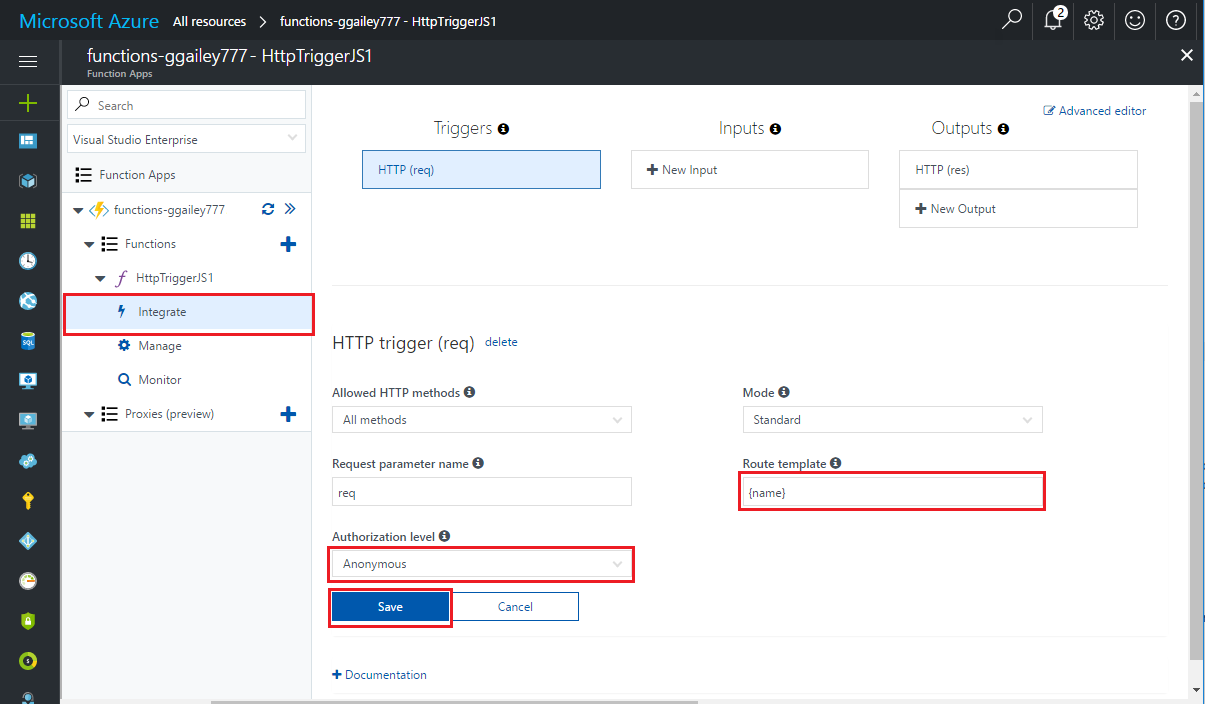 Microsoft Azure All resources > functions-ggailey777 - HttpTriggerJS1
2
functions-ggailey777 - HttpTriggerJS1
Function Apps
Search
Visual Studio Enterprise
Function Apps
functions-ggailey777
Functions
HttpTriggerJS1
Integrate
Manage
Monitor
Proxies (preview)
Advanced editor
Triggers
Inputs
Outputs
HTTP (req)
New Input
HTTP (res)
New Output
HTTP trigger (req) delete
Allowed HTTP methods
Mode
All methods
Standard
Request parameter name
Route template
req
{name}
Authorization level
Anonymous
Save
Cancel
Documentation
SQL